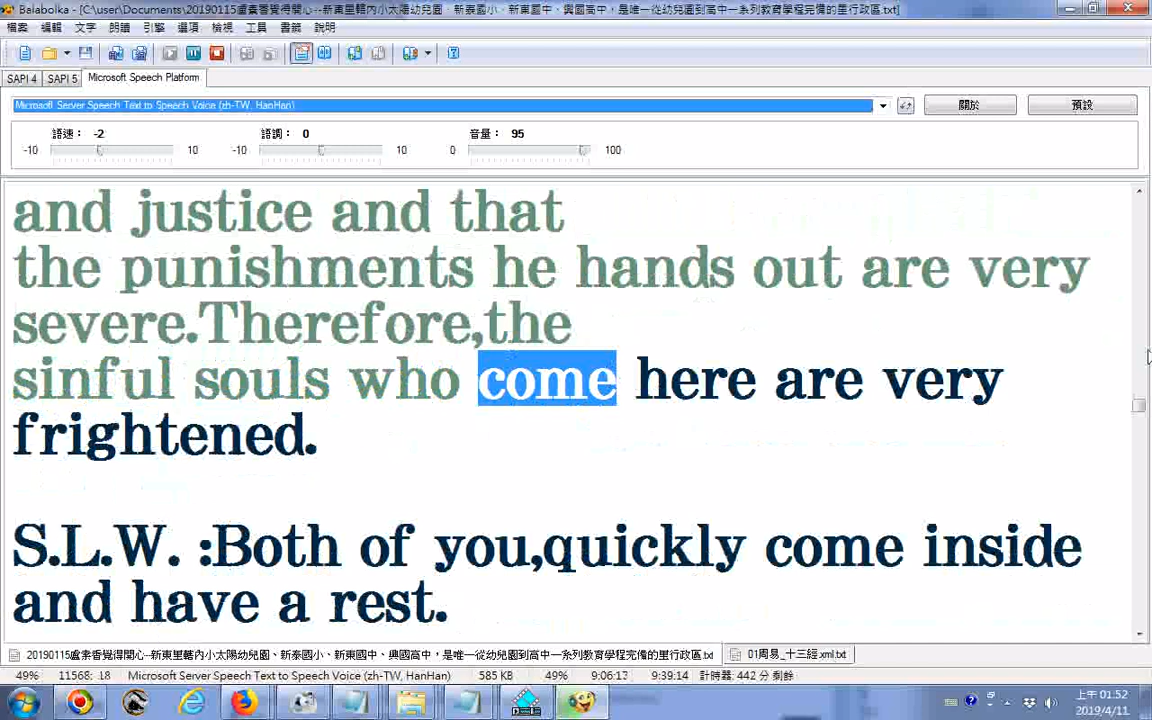 Balabolka - [C:\user\Documents\20190115盧素香覺得開心--新東里轄內小太陽幼兒園、新泰國小、新東國中、興國高中，是唯一從幼兒園到高中一系列教育學程完備的里行政區.txt]
檔案 編輯 文字 朗讀 引擎 選項 檢視 工具 書籤 說明
SAPI 4 SAPI 5 Microsoft Speech Platform
Microsoft Server Speech Text to Speech Voice (zh-TW, HanHan) 關於 預設
語速： -2 語調： 0 音量： 95
-10 10 -10 10 0 100
and justice and that
the punishments he hands out are very
severe.Therefore,the
sinful souls who come here are very
frightened.
S.L.W. :Both of you,quickly come inside
and have a rest.
20190115盧素香覺得開心--新東里轄內小太陽幼兒園、新泰國小、新東國中、興國高中，是唯一從幼兒園到高中一系列教育學程完備的里行政區.txt 01周易_十三經.xml.txt
49% 11568: 18 Microsoft Server Speech Text to Speech Voice (zh-TW, HanHan) 585 KB 49% 9:06:13 9:39:14 計時器: 442 分 剩餘
上午 01:52
2019/4/11